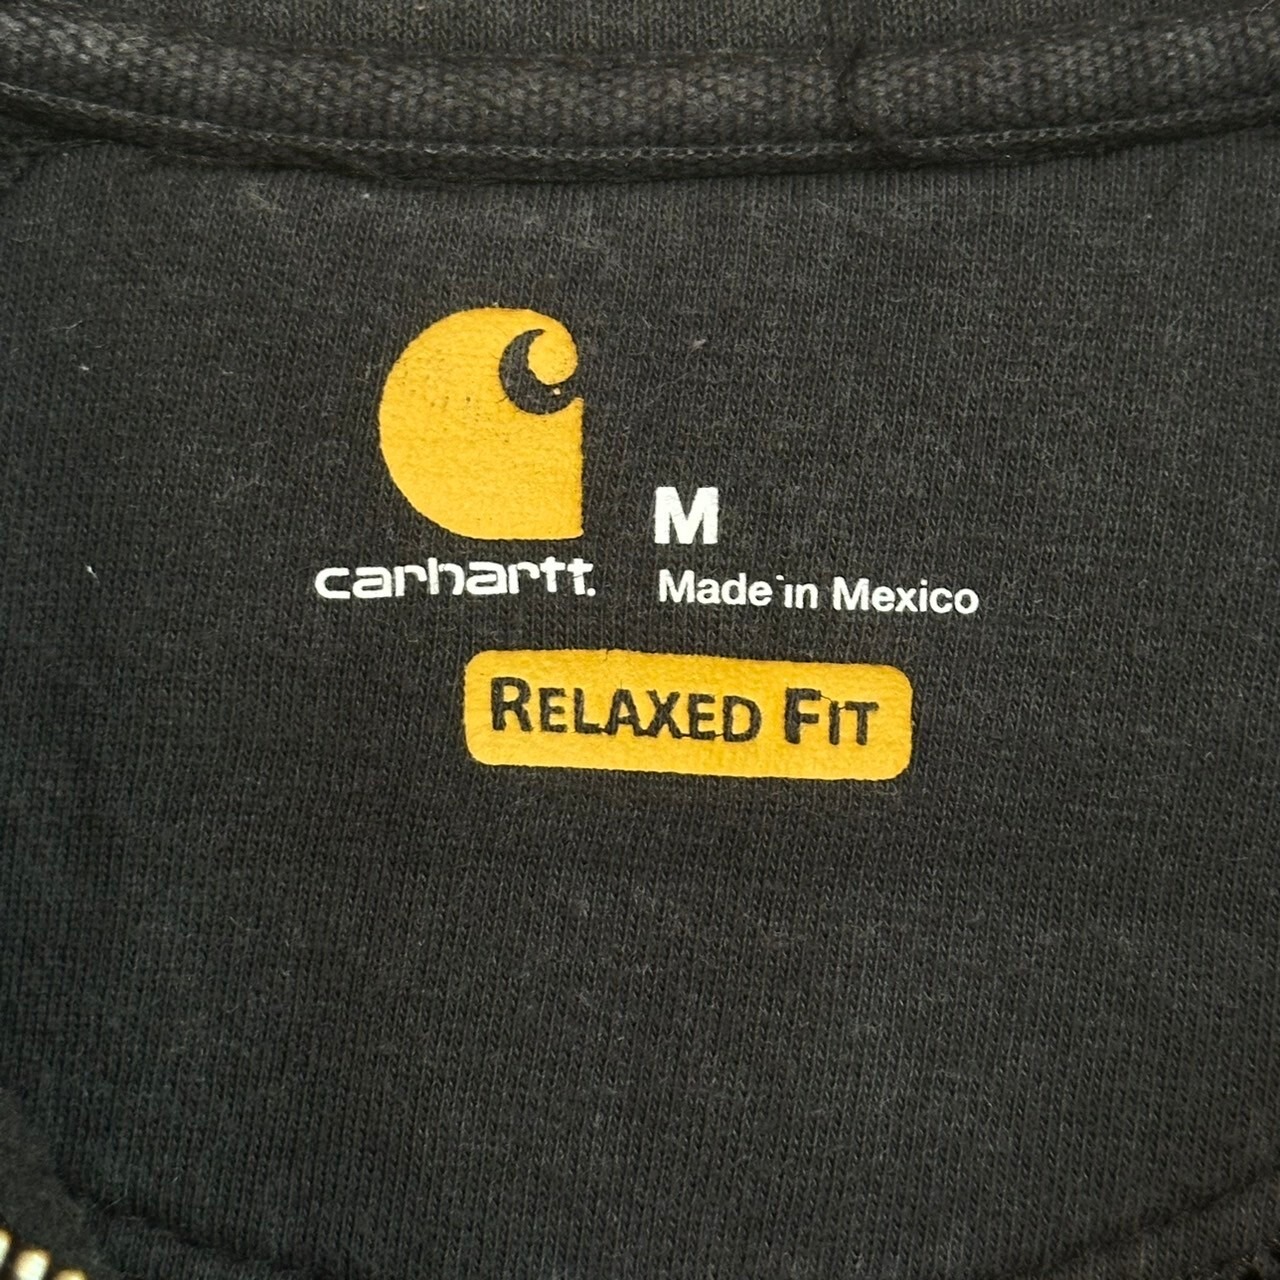 M
carhartt.
Made in Mexico
RELAXED FIT